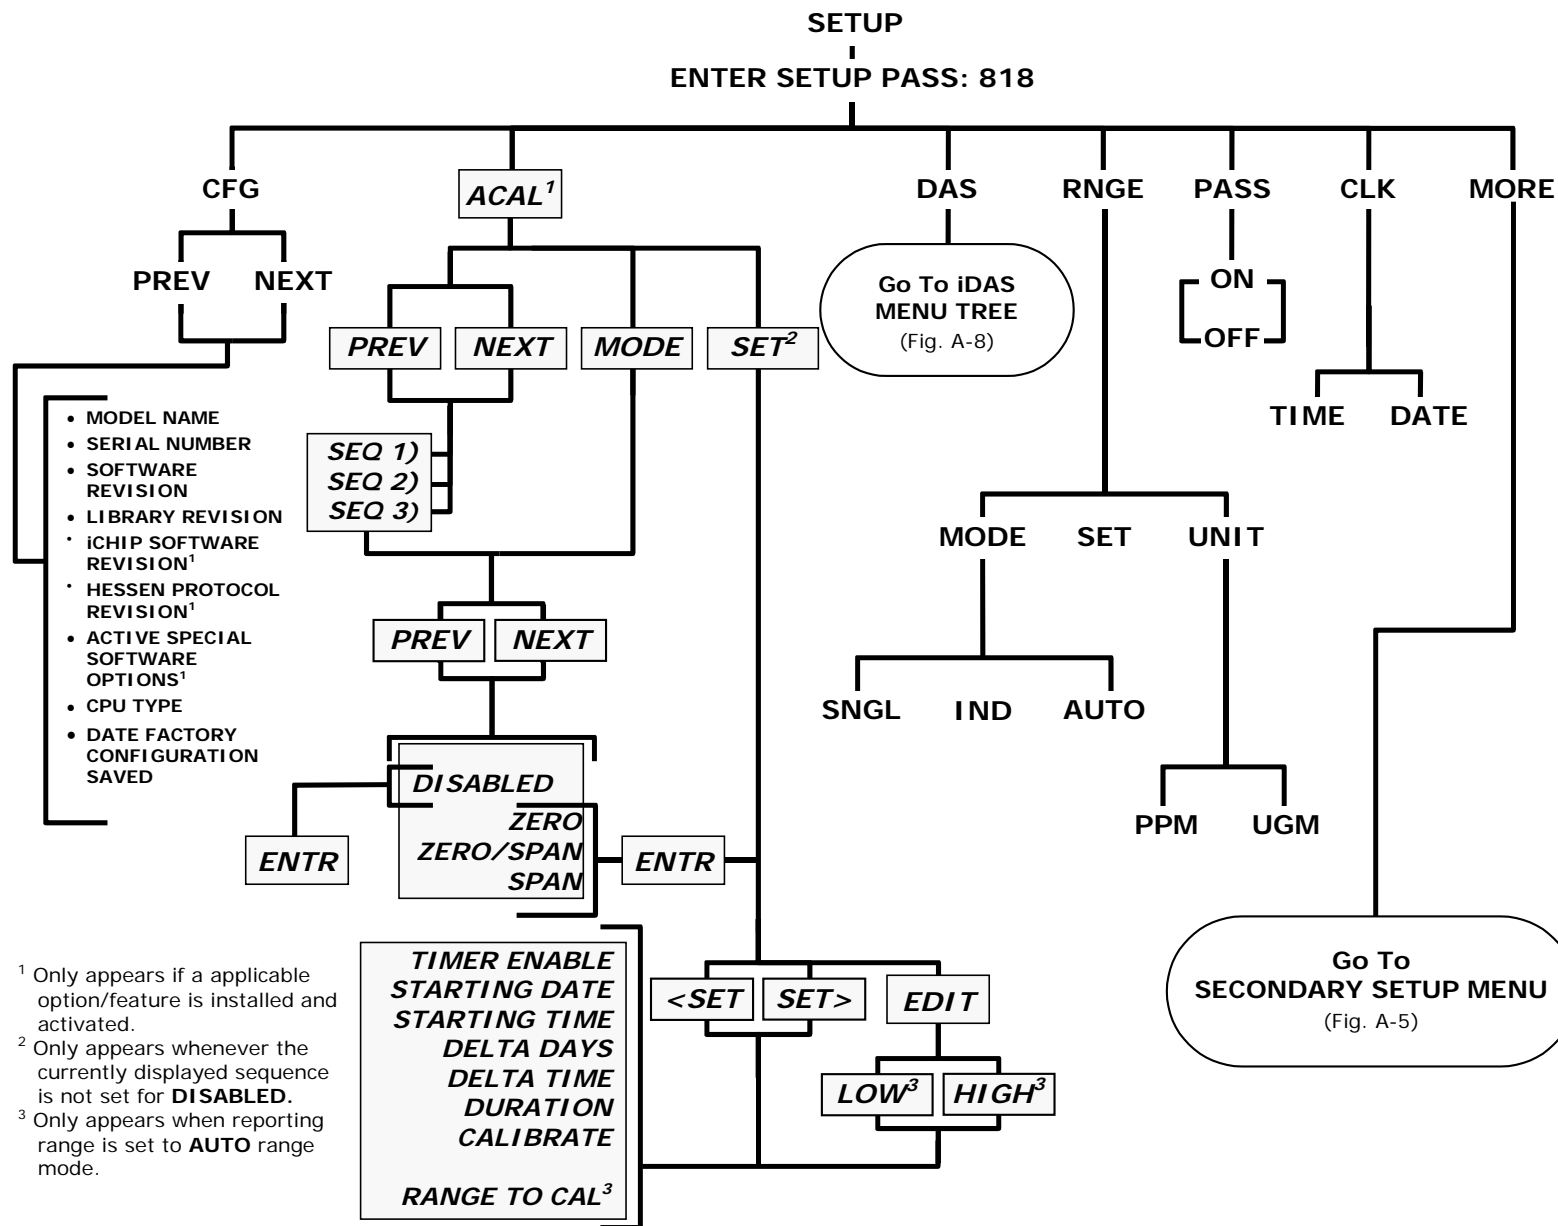 SETUP
ENTER SETUP PASS: 818
CFG
ACAL¹
DAS
RNGE
PASS
CLK
MORE
PREV
NEXT
• MODEL NAME
• SERIAL NUMBER
• SOFTWARE
REVISION
• LIBRARY REVISION
• iCHIP SOFTWARE
REVISION¹
• HESSEN PROTOCOL
REVISION¹
• ACTIVE SPECIAL
SOFTWARE
OPTIONS¹
• CPU TYPE
• DATE FACTORY
CONFIGURATION
SAVED
PREV
NEXT
MODE
SET²
SEQ 1)
SEQ 2)
SEQ 3)
PREV
NEXT
DISABLED
ZERO
ZERO/SPAN
SPAN
ENTR
ENTR
TIMER ENABLE
STARTING DATE
STARTING TIME
DELTA DAYS
DELTA TIME
DURATION
CALIBRATE
RANGE TO CAL³
<SET
SET>
EDIT
LOW³
HIGH³
Go To iDAS
MENU TREE
(Fig. A-8)
MODE
SET
UNIT
SNGL
IND
AUTO
PPM
UGM
ON
OFF
TIME
DATE
Go To
SECONDARY SETUP MENU
(Fig. A-5)
¹ Only appears if a applicable
option/feature is installed and
activated.
² Only appears whenever the
currently displayed sequence
is not set for DISABLED.
³ Only appears when reporting
range is set to AUTO range
mode.